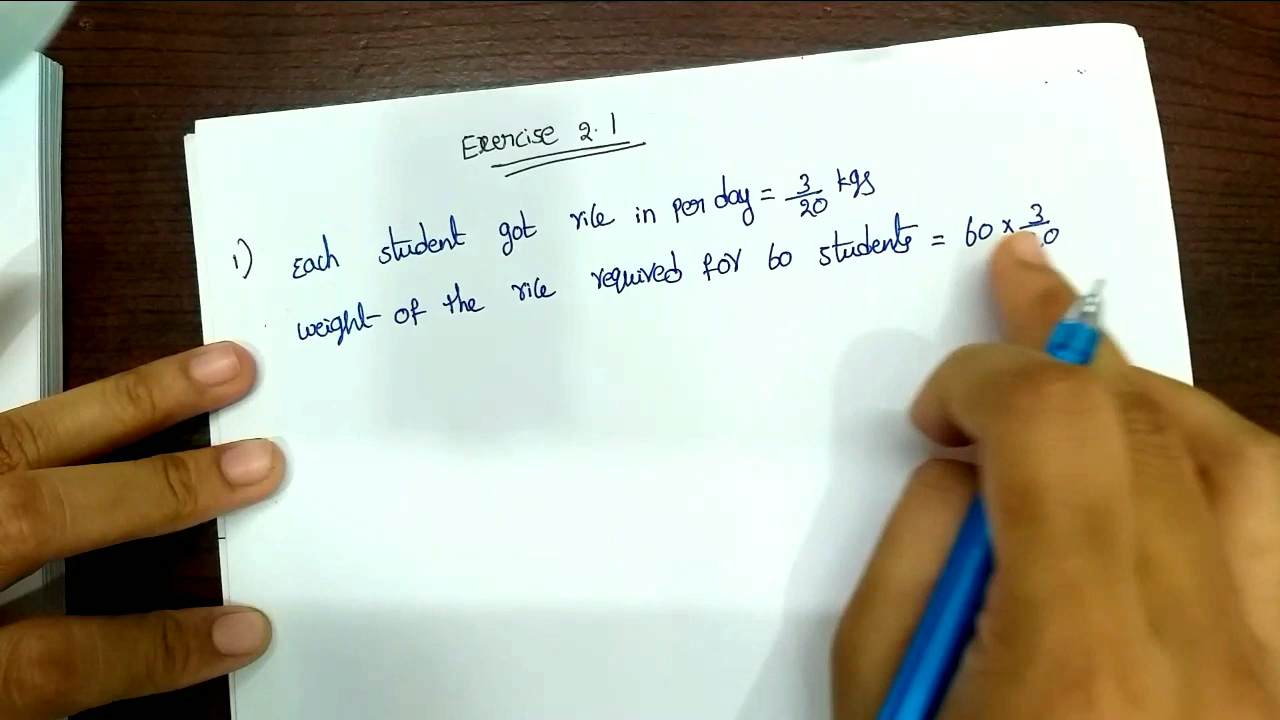 Exercise 2.1
1) Each student got rice in per day = 3/20 kgs
weight of the rice required for 60 students = 60 × 3/20